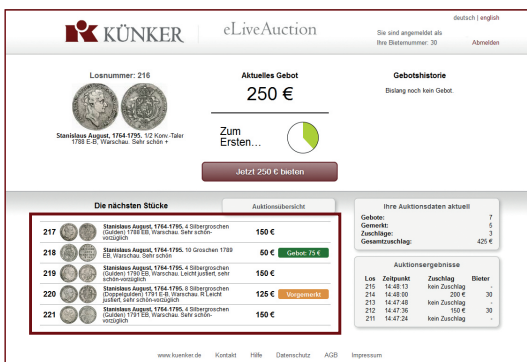 deutsch | english
KÜNKER
eLiveAuction
Sie sind angemeldet als
Ihre Bieternummer: 30
Abmelden
Losnummer: 216
Stanislaus August, 1764-1795. 1/2 Konv.-Taler
1788 E-B, Warschau. Sehr schön +
Aktuelles Gebot
250 €
Zum
Ersten...
Jetzt 250 € bieten
Gebotshistorie
Bislang noch kein Gebot.
Die nächsten Stücke
Auktionsübersicht
217 Stanislaus August, 1764-1795. 4 Silbergroschen
(Gulden) 1788 EB, Warschau. Sehr schön-
vorzüglich
150 €
218 Stanislaus August, 1764-1795. 10 Groschen 1789
EB, Warschau. Sehr schön
50 € Gebot: 75 €
219 Stanislaus August, 1764-1795. 4 Silbergroschen
(Gulden) 1790 EB, Warschau. Leicht justiert, sehr
schön-vorzüglich
150 €
220 Stanislaus August, 1764-1795. 8 Silbergroschen
(Doppelgulden) 1791 E-B, Warschau. R Leicht
justiert, sehr schön-vorzüglich
125 € Vorgemerkt
221 Stanislaus August, 1764-1795. 4 Silbergroschen
(Gulden) 1791 EB, Warschau. Sehr schön-
vorzüglich
150 €
Ihre Auktionsdaten aktuell
Gebote: 7
Gemerkt: 5
Zuschläge: 3
Gesamtzuschlag: 425 €
Auktionsergebnisse
Los Zeitpunkt Zuschlag Bieter
215 14:48:13 kein Zuschlag -
214 14:48:00 200 € 30
213 14:47:48 kein Zuschlag -
212 14:47:36 150 € 30
211 14:47:24 kein Zuschlag -
www.kuenker.de Kontakt Hilfe Datenschutz AGB Impressum